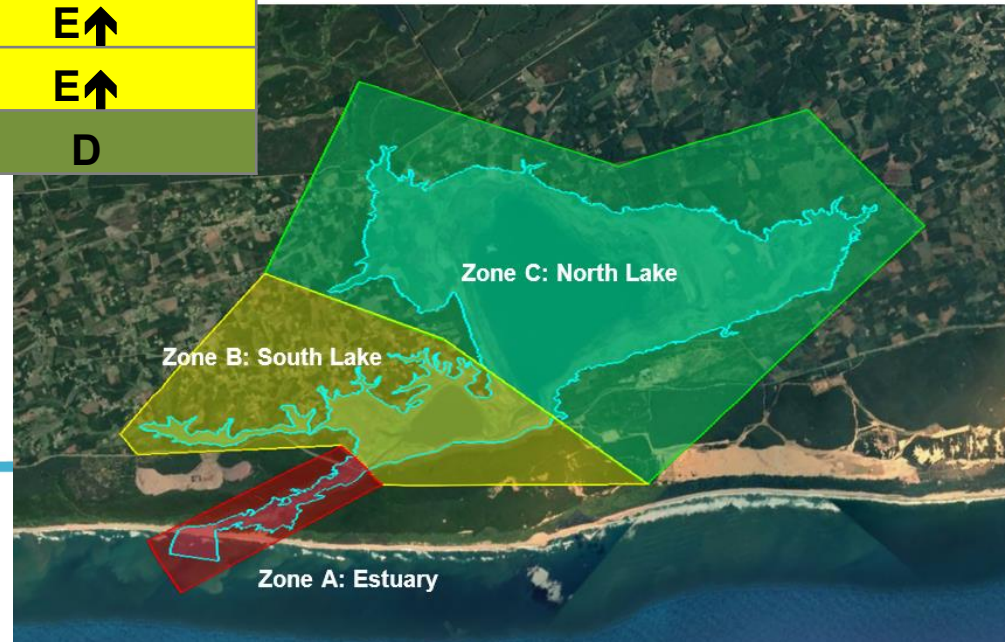 E↑
E↑
D
Zone C: North Lake
Zone B: South Lake
Zone A: Estuary